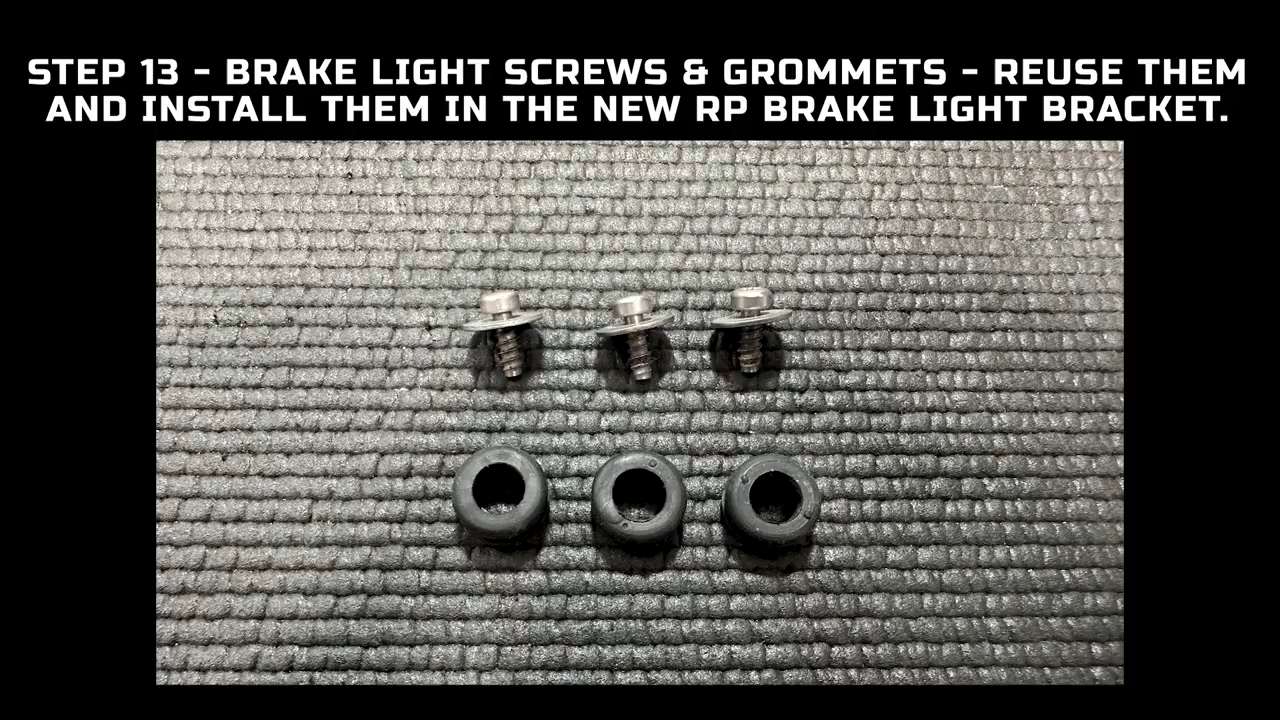 STEP 13 - BRAKE LIGHT SCREWS & GROMMETS - REUSE THEM
AND INSTALL THEM IN THE NEW RP BRAKE LIGHT BRACKET.